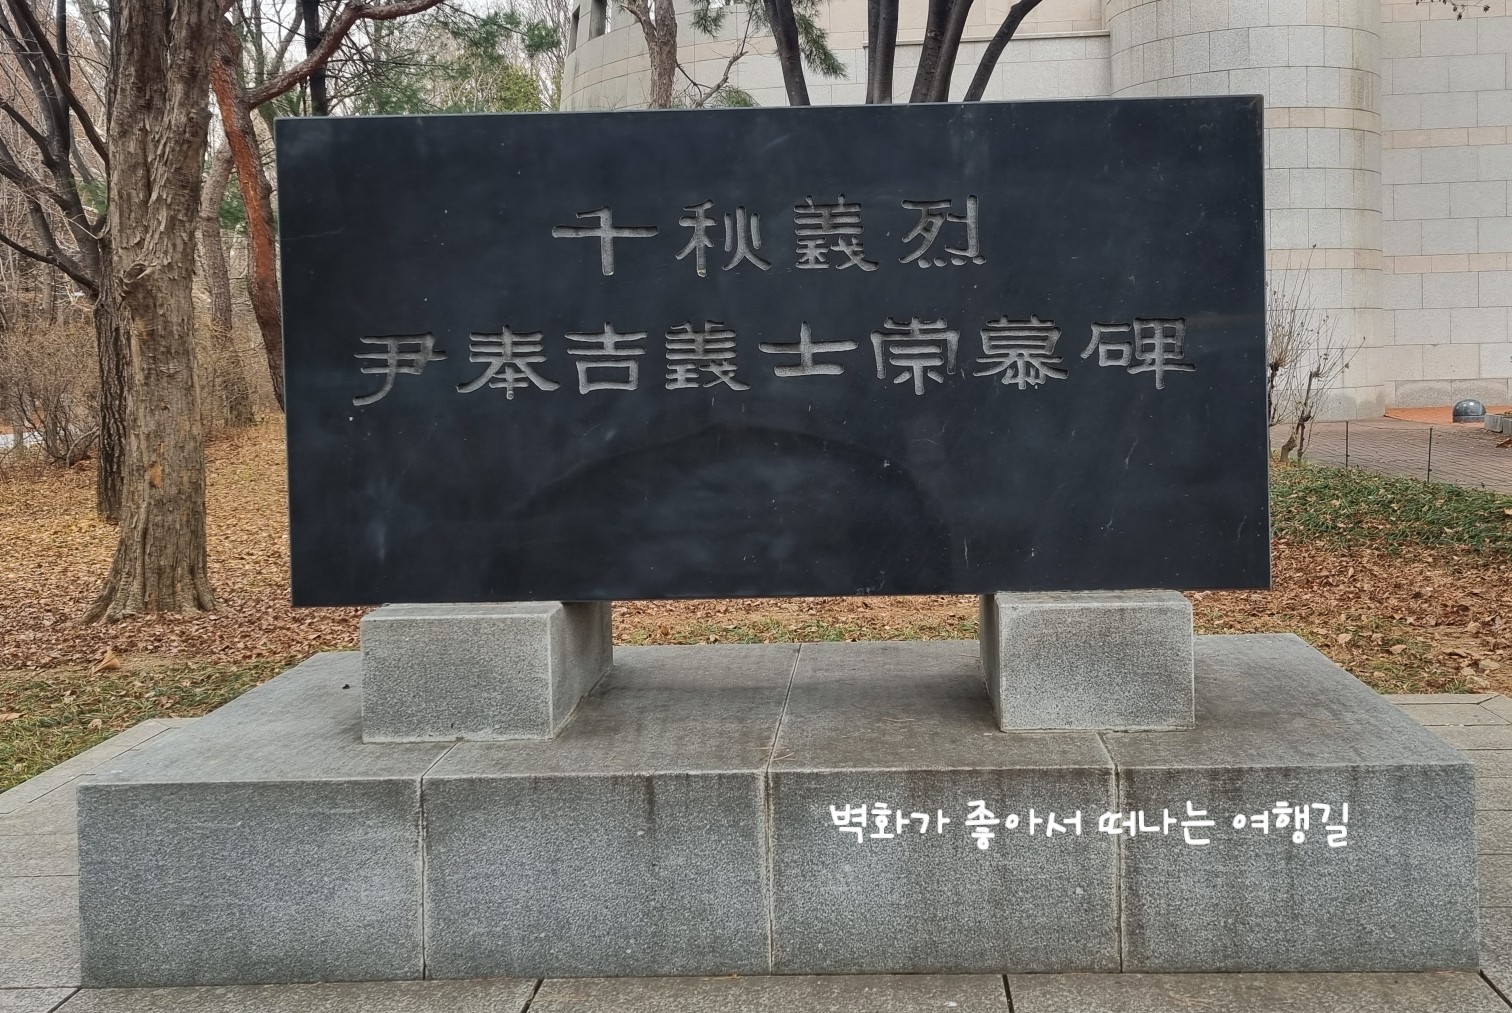 千秋義烈
尹奉吉義士崇慕碑
벽화가 좋아서 떠나는 여행길